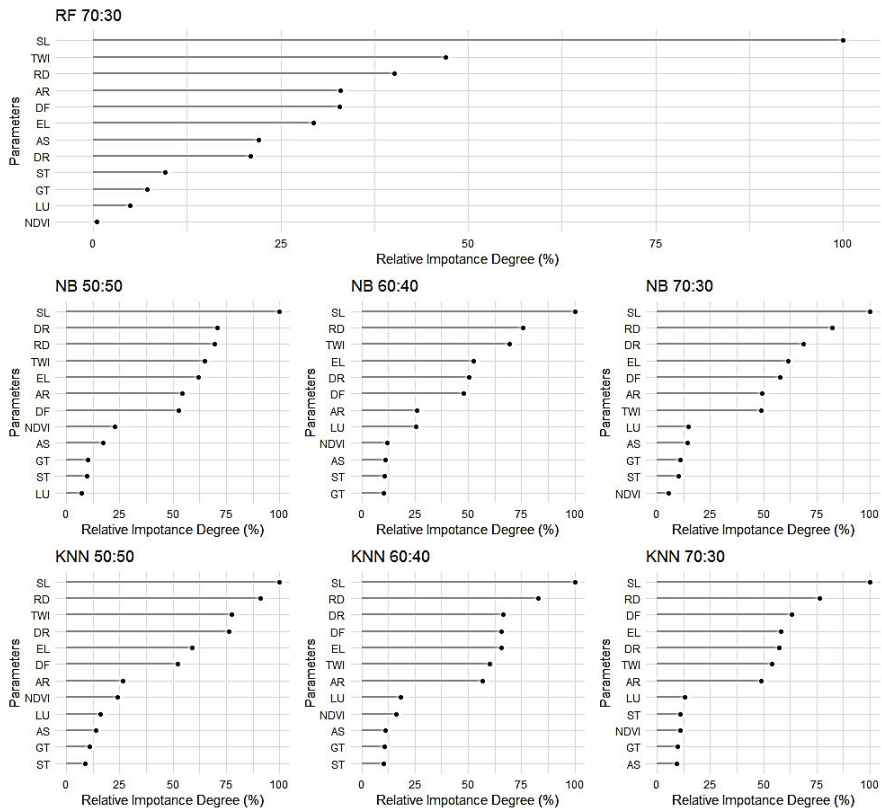 RF 70:30
Parameters
SL
TWI
RD
AR
DF
EL
AS
DR
ST
GT
LU
NDVI
0 25 50 75 100
Relative Impotance Degree (%)
NB 50:50
Parameters
SL
DR
RD
TWI
EL
AR
DF
NDVI
AS
GT
ST
LU
0 25 50 75 100
Relative Impotance Degree (%)
NB 60:40
Parameters
SL
RD
TWI
EL
DR
DF
AR
LU
NDVI
AS
ST
GT
0 25 50 75 100
Relative Impotance Degree (%)
NB 70:30
Parameters
SL
RD
DR
EL
DF
AR
TWI
LU
AS
GT
ST
NDVI
0 25 50 75 100
Relative Impotance Degree (%)
KNN 50:50
Parameters
SL
RD
TWI
DR
EL
DF
AR
NDVI
LU
AS
GT
ST
0 25 50 75 100
Relative Impotance Degree (%)
KNN 60:40
Parameters
SL
RD
DR
DF
EL
TWI
AR
LU
NDVI
AS
GT
ST
0 25 50 75 100
Relative Impotance Degree (%)
KNN 70:30
Parameters
SL
RD
DF
EL
DR
TWI
AR
LU
ST
NDVI
GT
AS
0 25 50 75 100
Relative Impotance Degree (%)